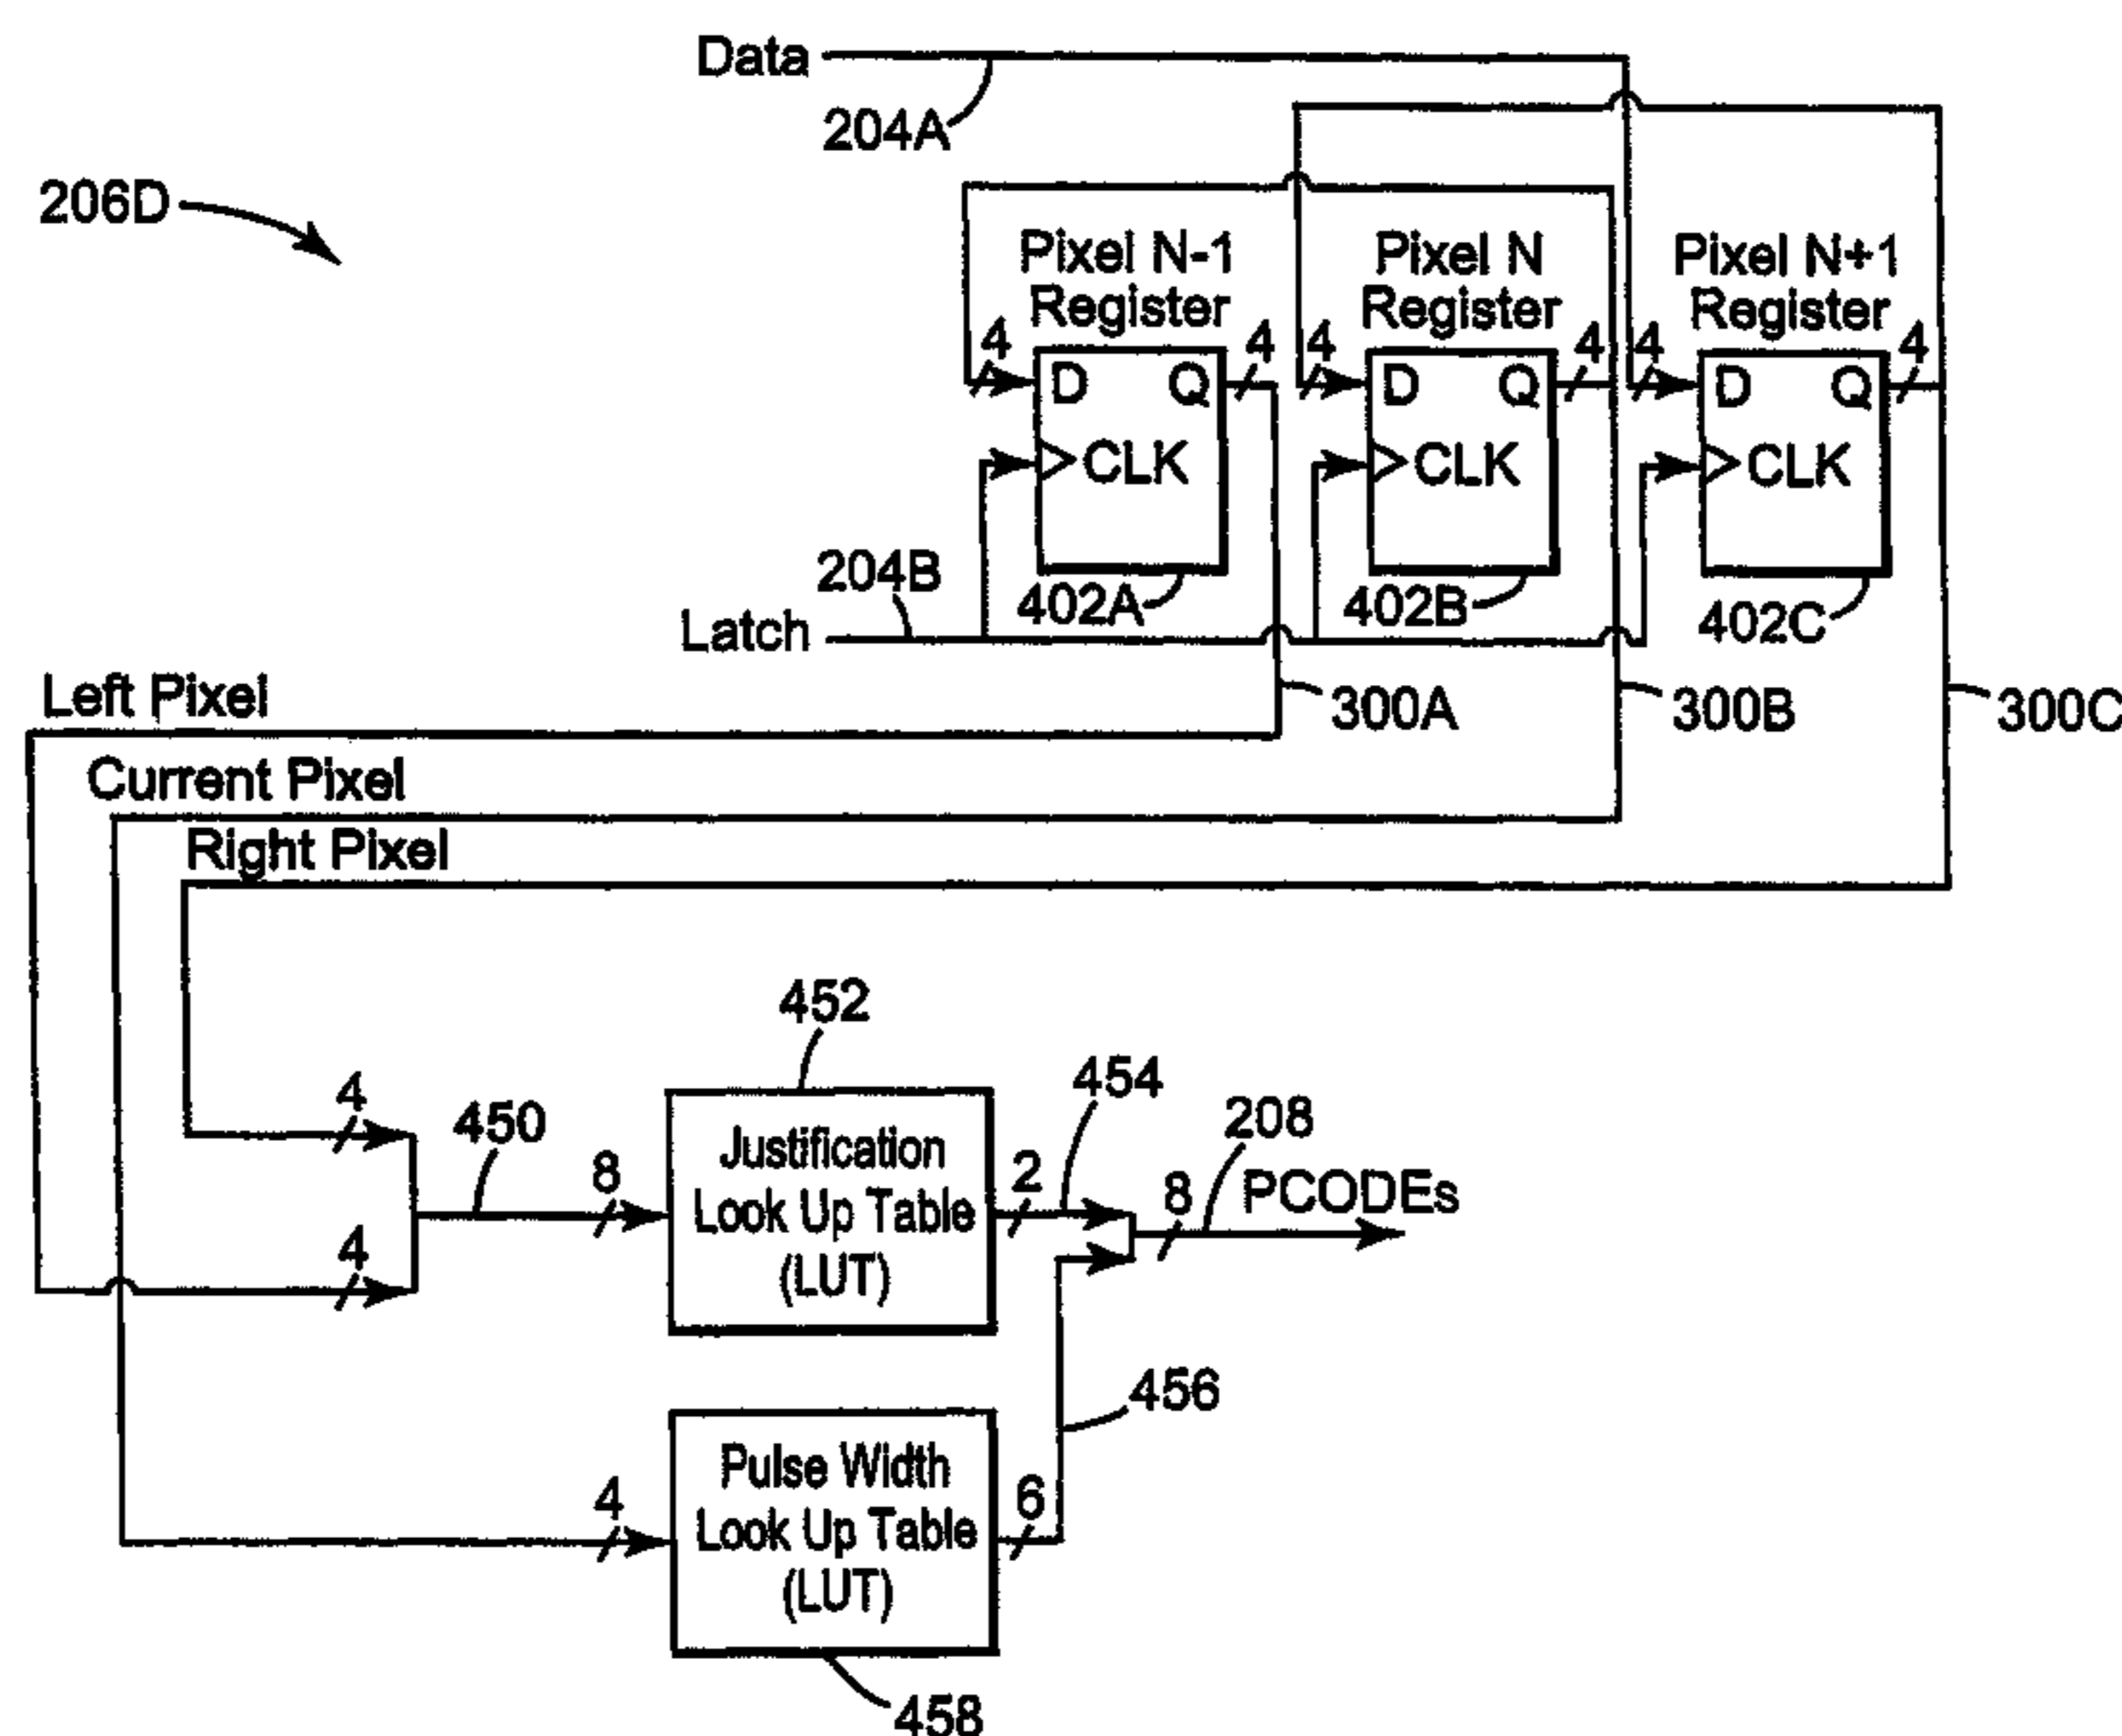 Data
204A
206D
Pixel N-1
Register
Pixel N
Register
Pixel N+1
Register
4
4
4
4
4
4
D Q
CLK
D Q
CLK
D Q
CLK
204B
402A
402B
402C
Latch
Left Pixel
300A
300B
300C
Current Pixel
Right Pixel
452
4
450
454
208
8
Justification
Look Up Table
(LUT)
2
8
PCODEs
4
456
4
Pulse Width
Look Up Table
(LUT)
6
458